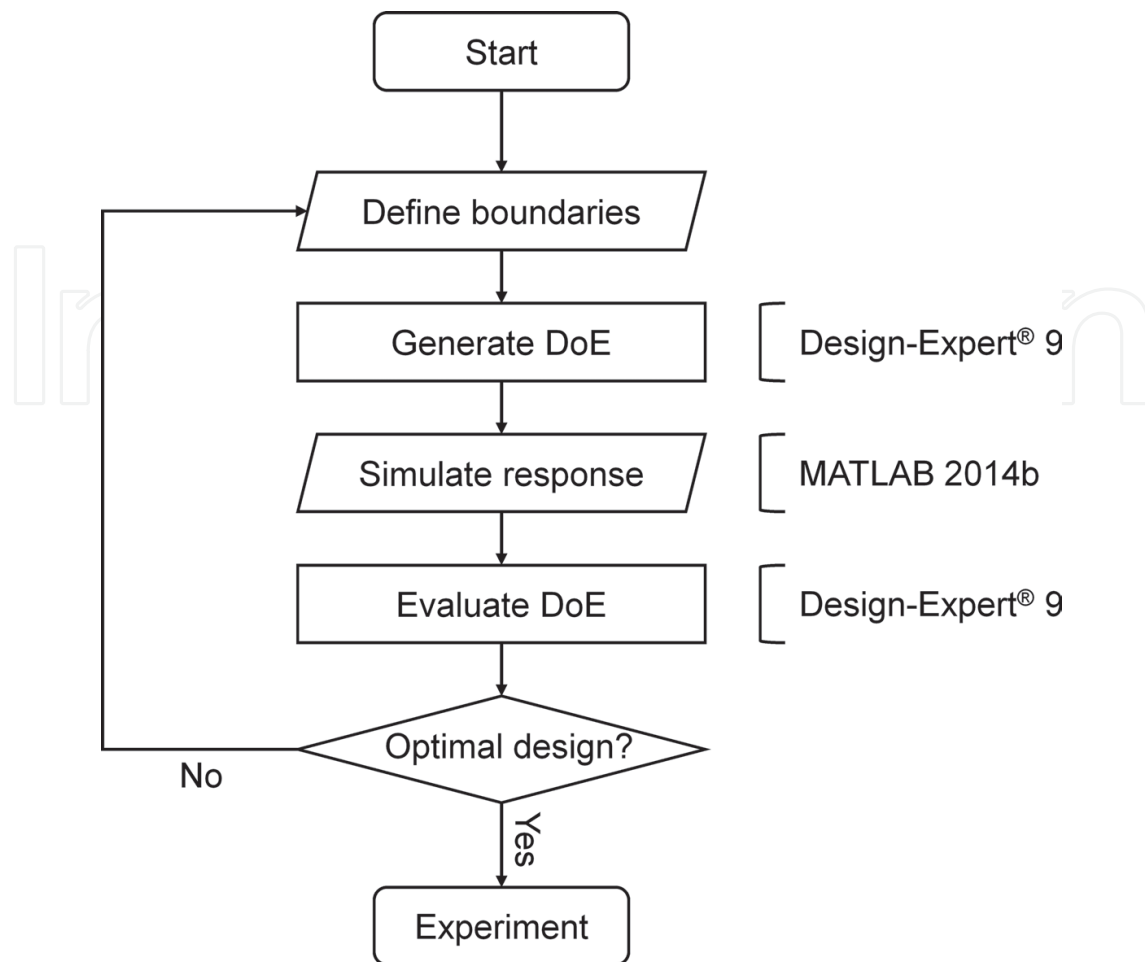 Start
Define boundaries
Generate DoE
Design-Expert® 9
Simulate response
MATLAB 2014b
Evaluate DoE
Design-Expert® 9
Optimal design?
No
Yes
Experiment